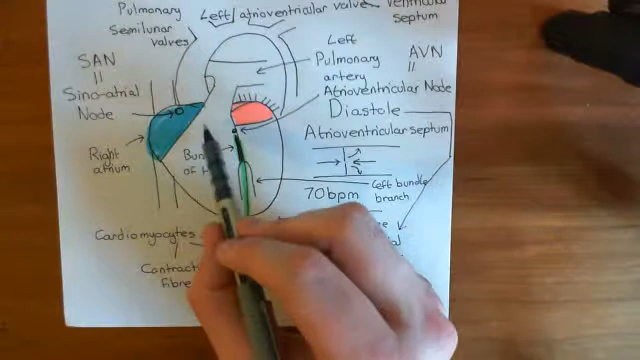 Pulmonary
Semilunar
valves
Left/atrioventricular valve
ventricular
septum
SAN
=
Sino-atrial
Node
Left
Pulmonary
artery
AVN
=
Atrioventricular Node
Diastole
Atrioventricular septum
Right
atrium
of
70bpm
Left bundle
branch
Cardiomyocytes
fibre